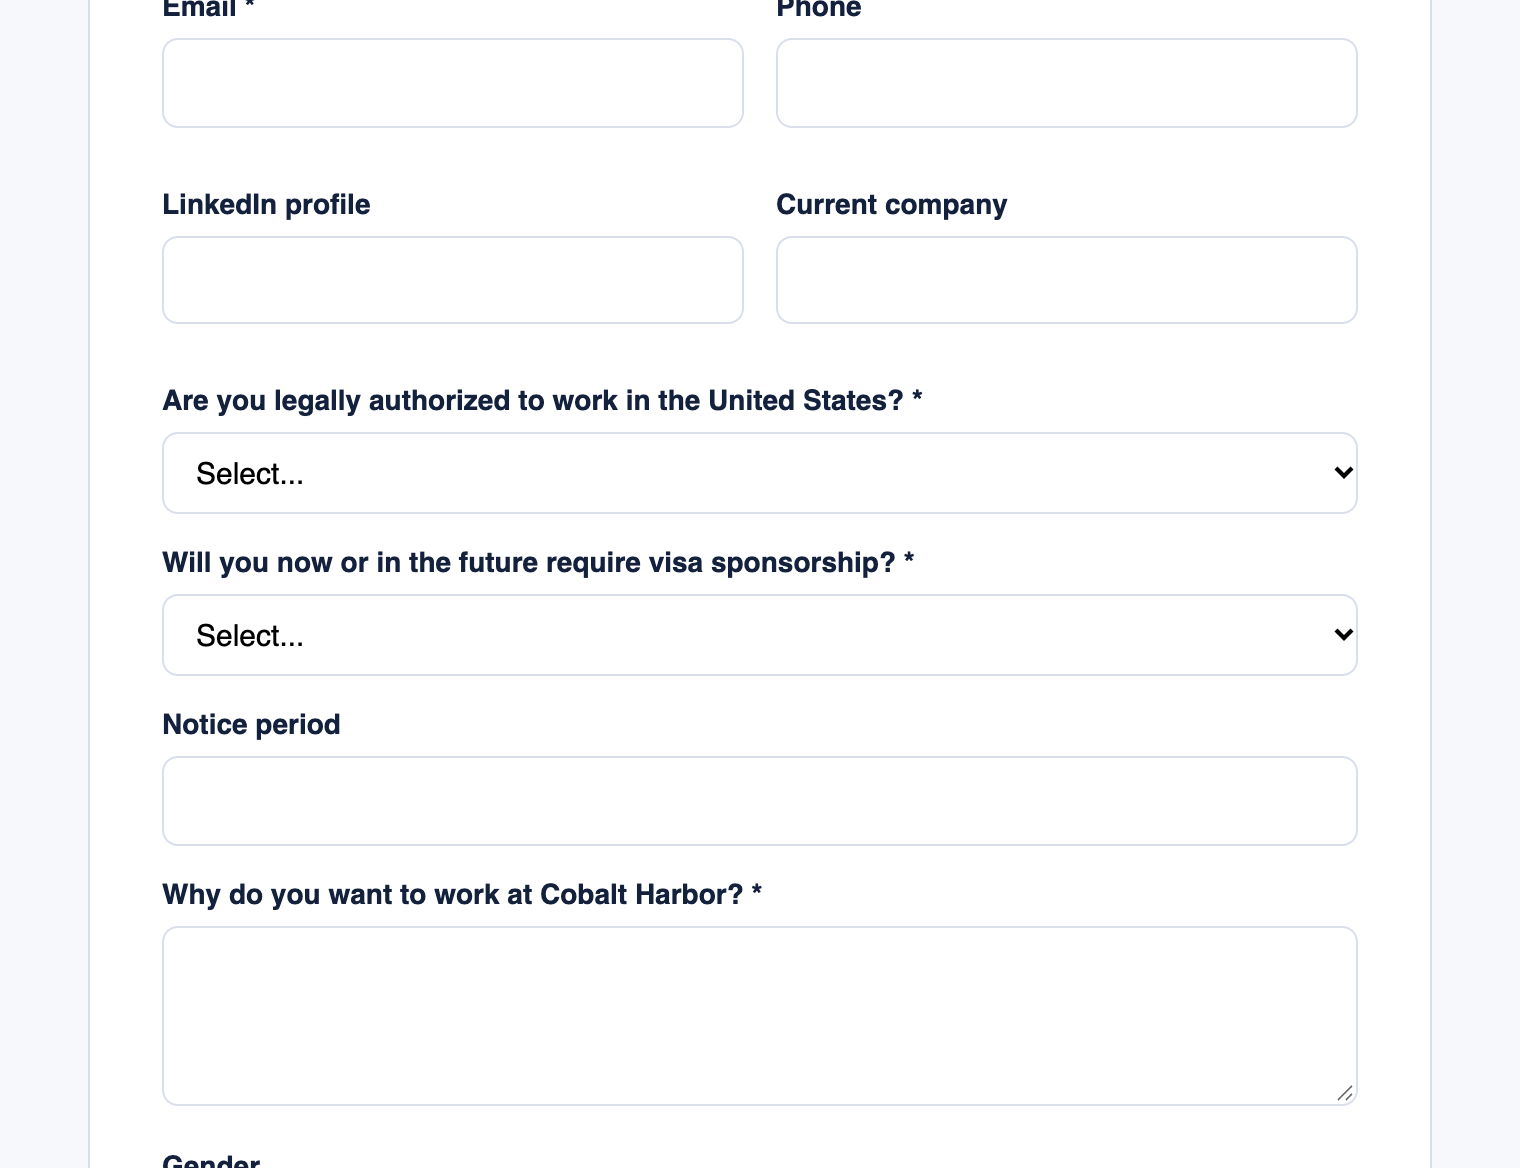 Email *
Phone
LinkedIn profile
Current company
Are you legally authorized to work in the United States? *
Select...
Will you now or in the future require visa sponsorship? *
Select...
Notice period
Why do you want to work at Cobalt Harbor? *
Gender